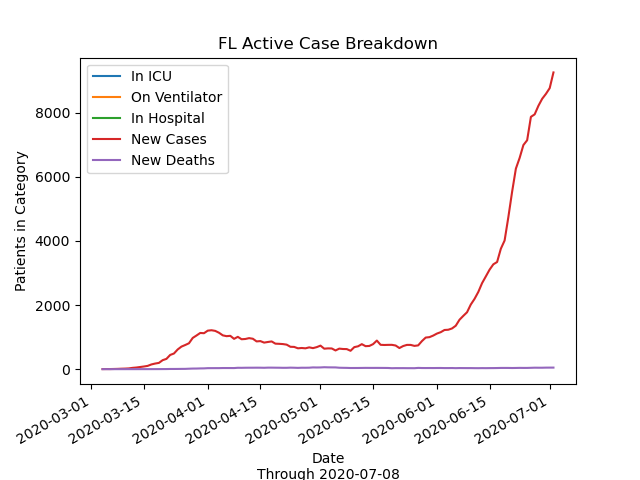 FL Active Case Breakdown
In ICU
On Ventilator
In Hospital
New Cases
New Deaths
Patients in Category
8000
6000
4000
2000
0
2020-03-01
2020-03-15
2020-04-01
2020-04-15
2020-05-01
2020-05-15
2020-06-01
2020-06-15
2020-07-01
Date
Through 2020-07-08